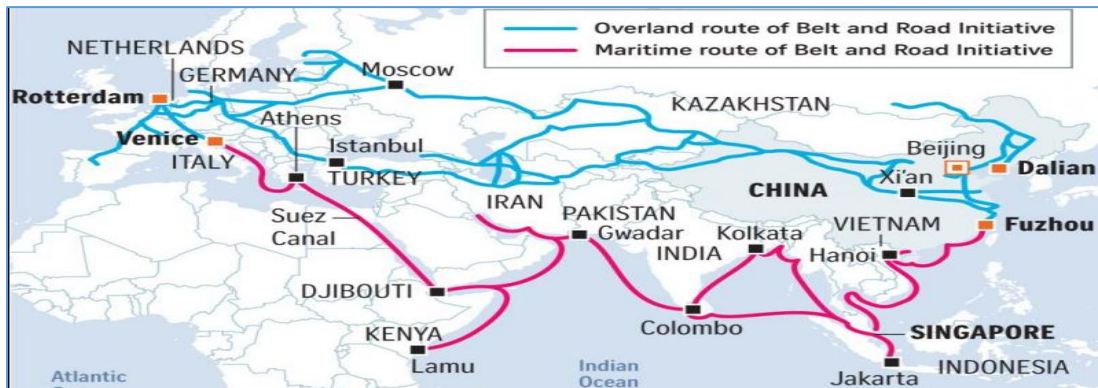 Overland route of Belt and Road Initiative
Maritime route of Belt and Road Initiative
NETHERLANDS
GERMANY
Moscow
Rotterdam
Athens
KAZAKHSTAN
Venice
ITALY
Istanbul
TURKEY
Beijing
Xi'an
Dalian
CHINA
IRAN
Suez
Canal
PAKISTAN
Gwadar
INDIA
Kolkata
VIETNAM
Hanoi
Fuzhou
DJIBOUTI
KENYA
Lamu
Colombo
SINGAPORE
INDONESIA
Jakarta
Atlantic
Indian
Ocean